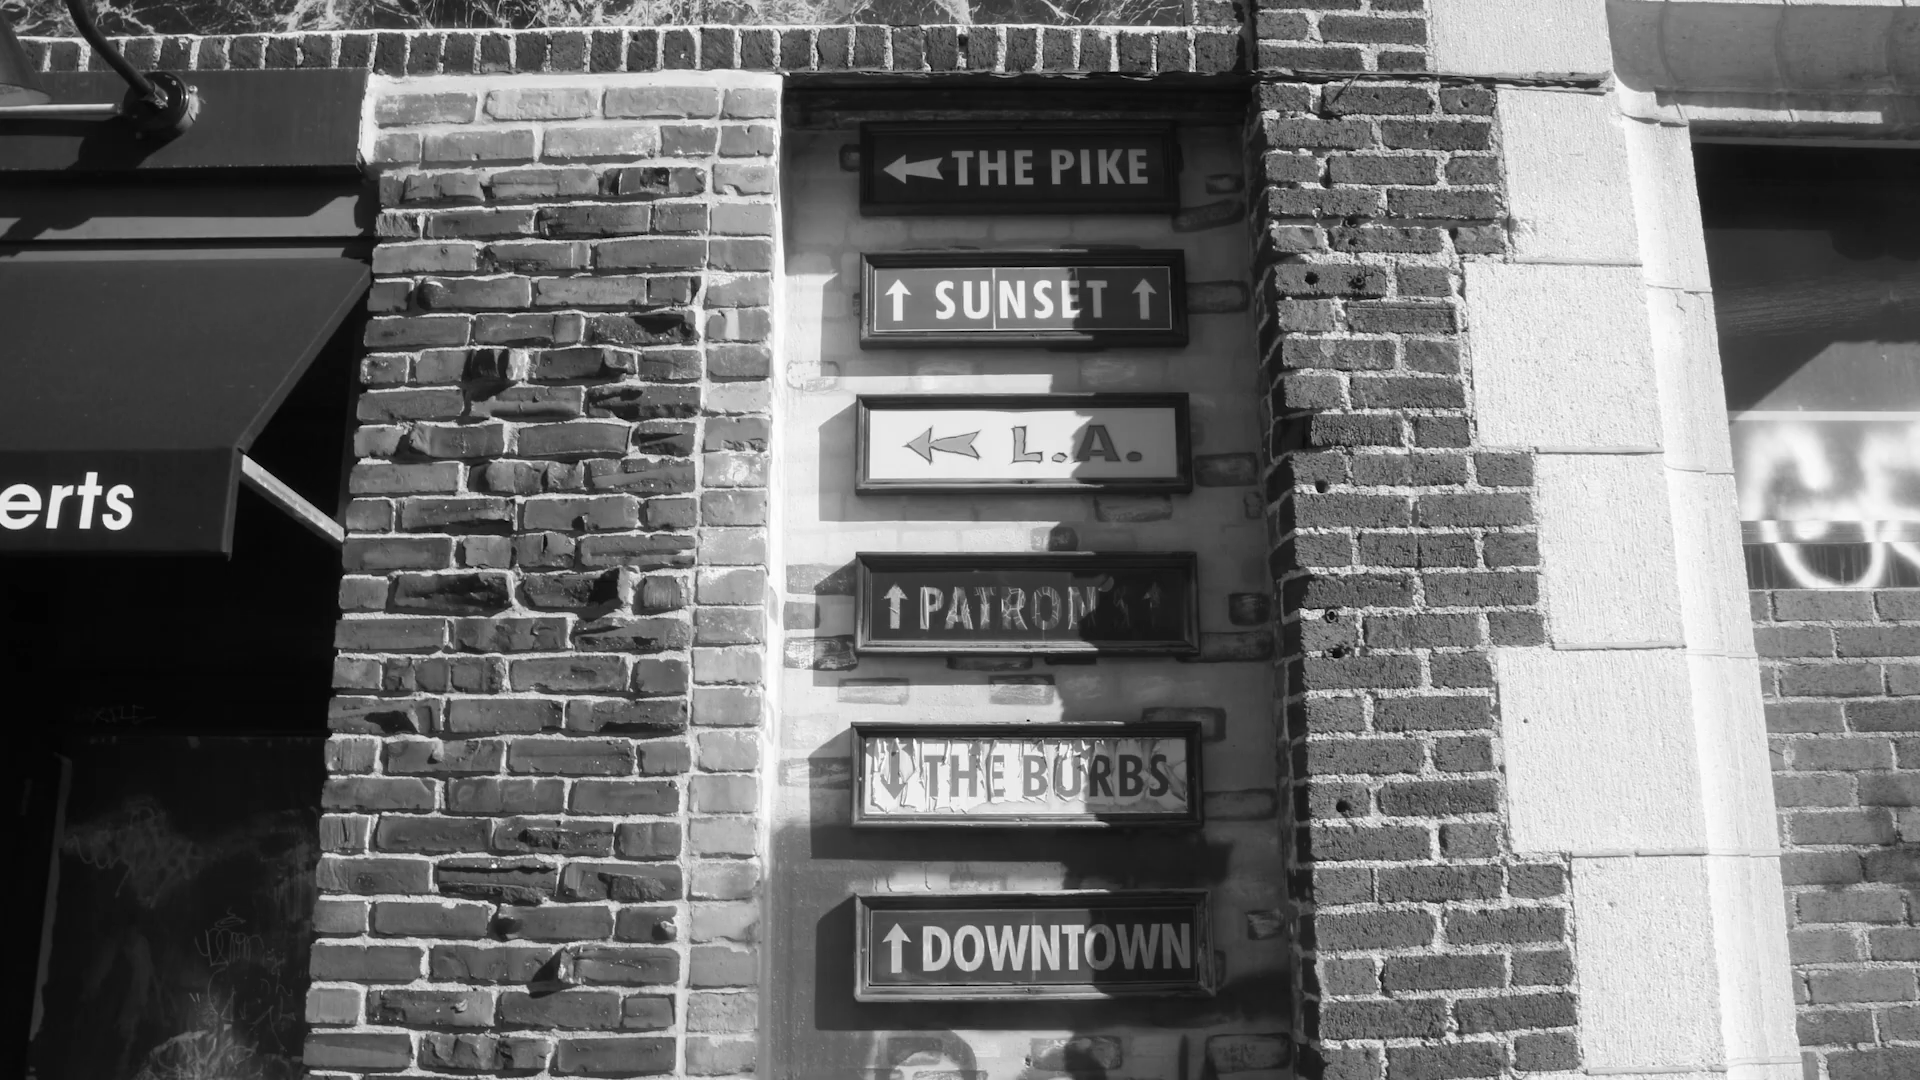 ← THE PIKE
↑ SUNSET ↑
← L.A.
↑ PATRON'S ↑
↓ THE BURBS
↑ DOWNTOWN
erts